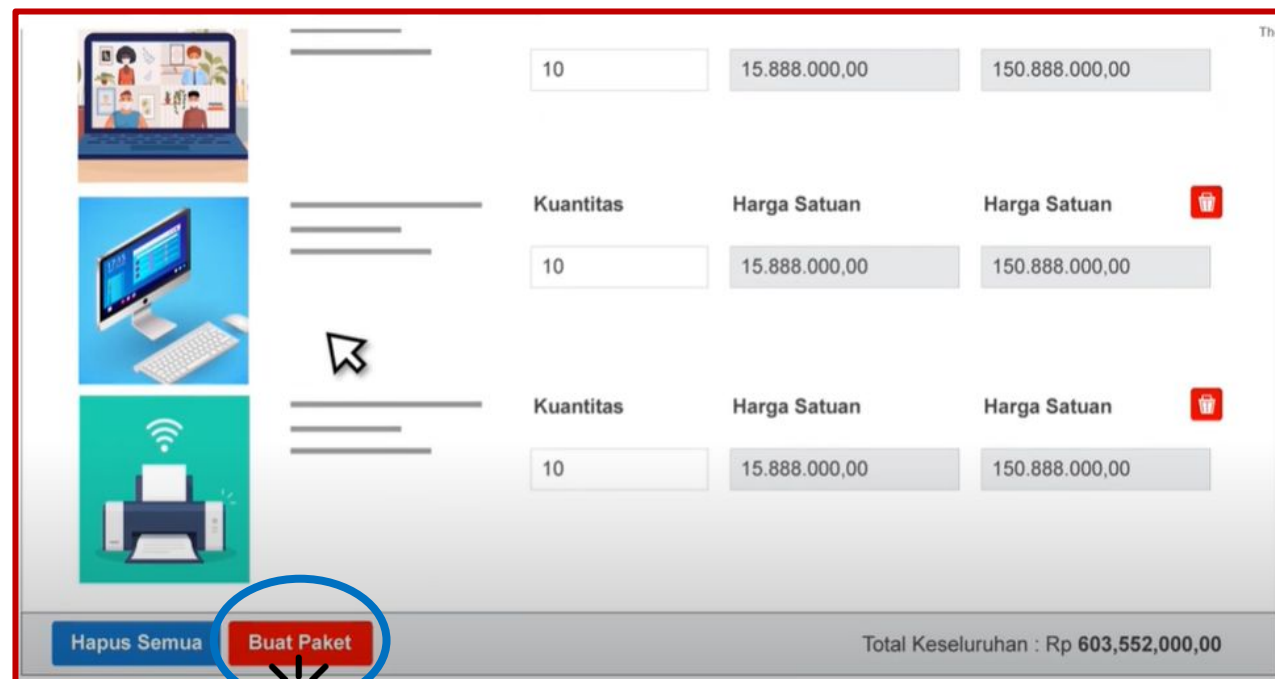 Th
10 15.888.000,00 150.888.000,00
Kuantitas Harga Satuan Harga Satuan
10 15.888.000,00 150.888.000,00
Kuantitas Harga Satuan Harga Satuan
10 15.888.000,00 150.888.000,00
Hapus Semua Buat Paket Total Keseluruhan : Rp 603,552,000,00